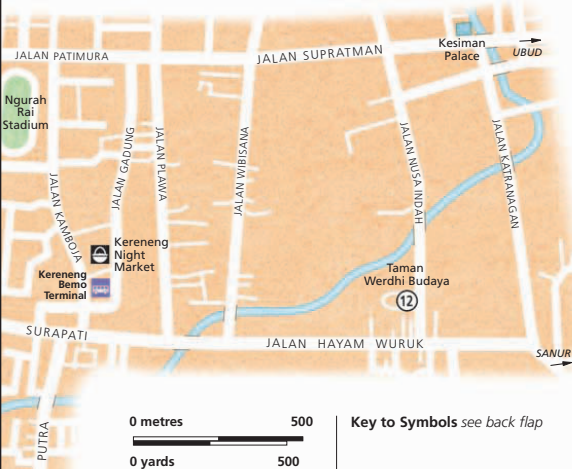 JALAN PATIMURA
JALAN SUPRATMAN
Kesiman
Palace
UBUD
Ngurah
Rai
Stadium
JALAN KAMBOJA
JALAN GADUNG
JALAN PLAWA
JALAN WIBISANA
JALAN NUSA INDAH
JALAN KATRANGAN
Kereneng
Night
Market
Kereneng
Bemo
Terminal
Taman
Werdhi Budaya
12
SURAPATI
JALAN HAYAM WURUK
SANUR
PUTRA
0 metres 500
0 yards 500
Key to Symbols see back flap